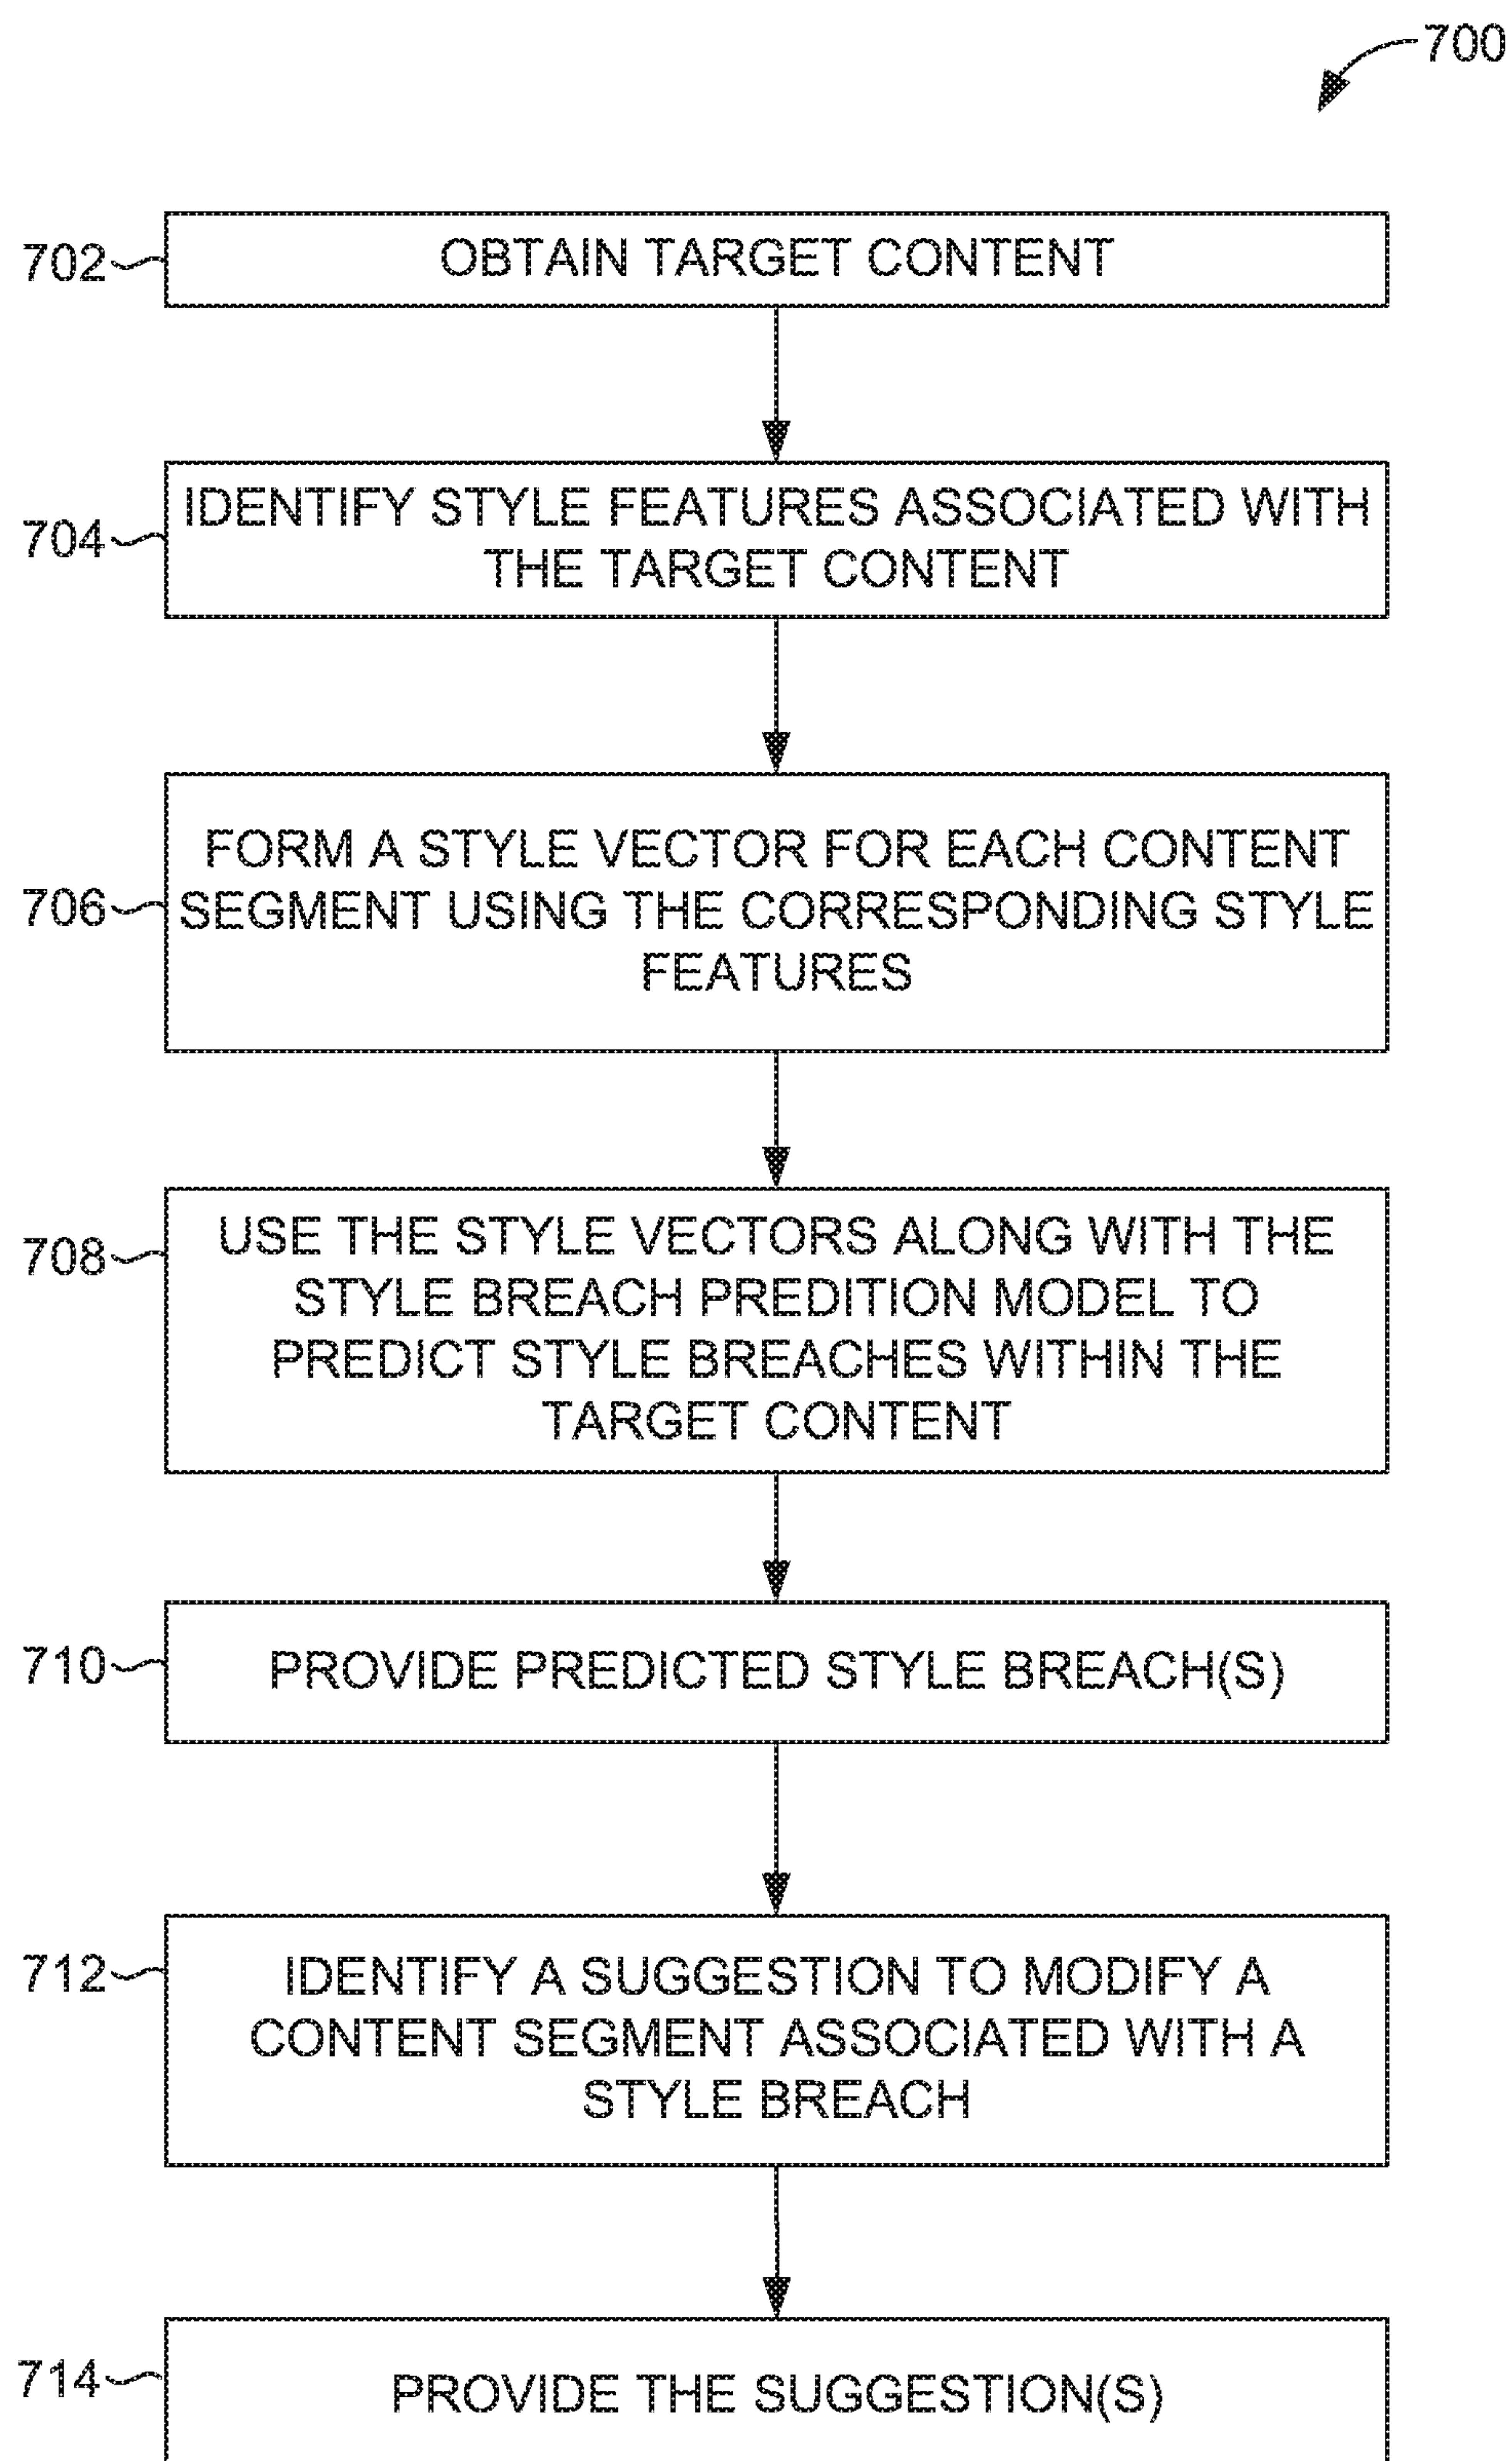 700
702
OBTAIN TARGET CONTENT
704
IDENTIFY STYLE FEATURES ASSOCIATED WITH
THE TARGET CONTENT
706
FORM A STYLE VECTOR FOR EACH CONTENT
SEGMENT USING THE CORRESPONDING STYLE
FEATURES
708
USE THE STYLE VECTORS ALONG WITH THE
STYLE BREACH PREDITION MODEL TO
PREDICT STYLE BREACHES WITHIN THE
TARGET CONTENT
710
PROVIDE PREDICTED STYLE BREACH(S)
712
IDENTIFY A SUGGESTION TO MODIFY A
CONTENT SEGMENT ASSOCIATED WITH A
STYLE BREACH
714
PROVIDE THE SUGGESTION(S)